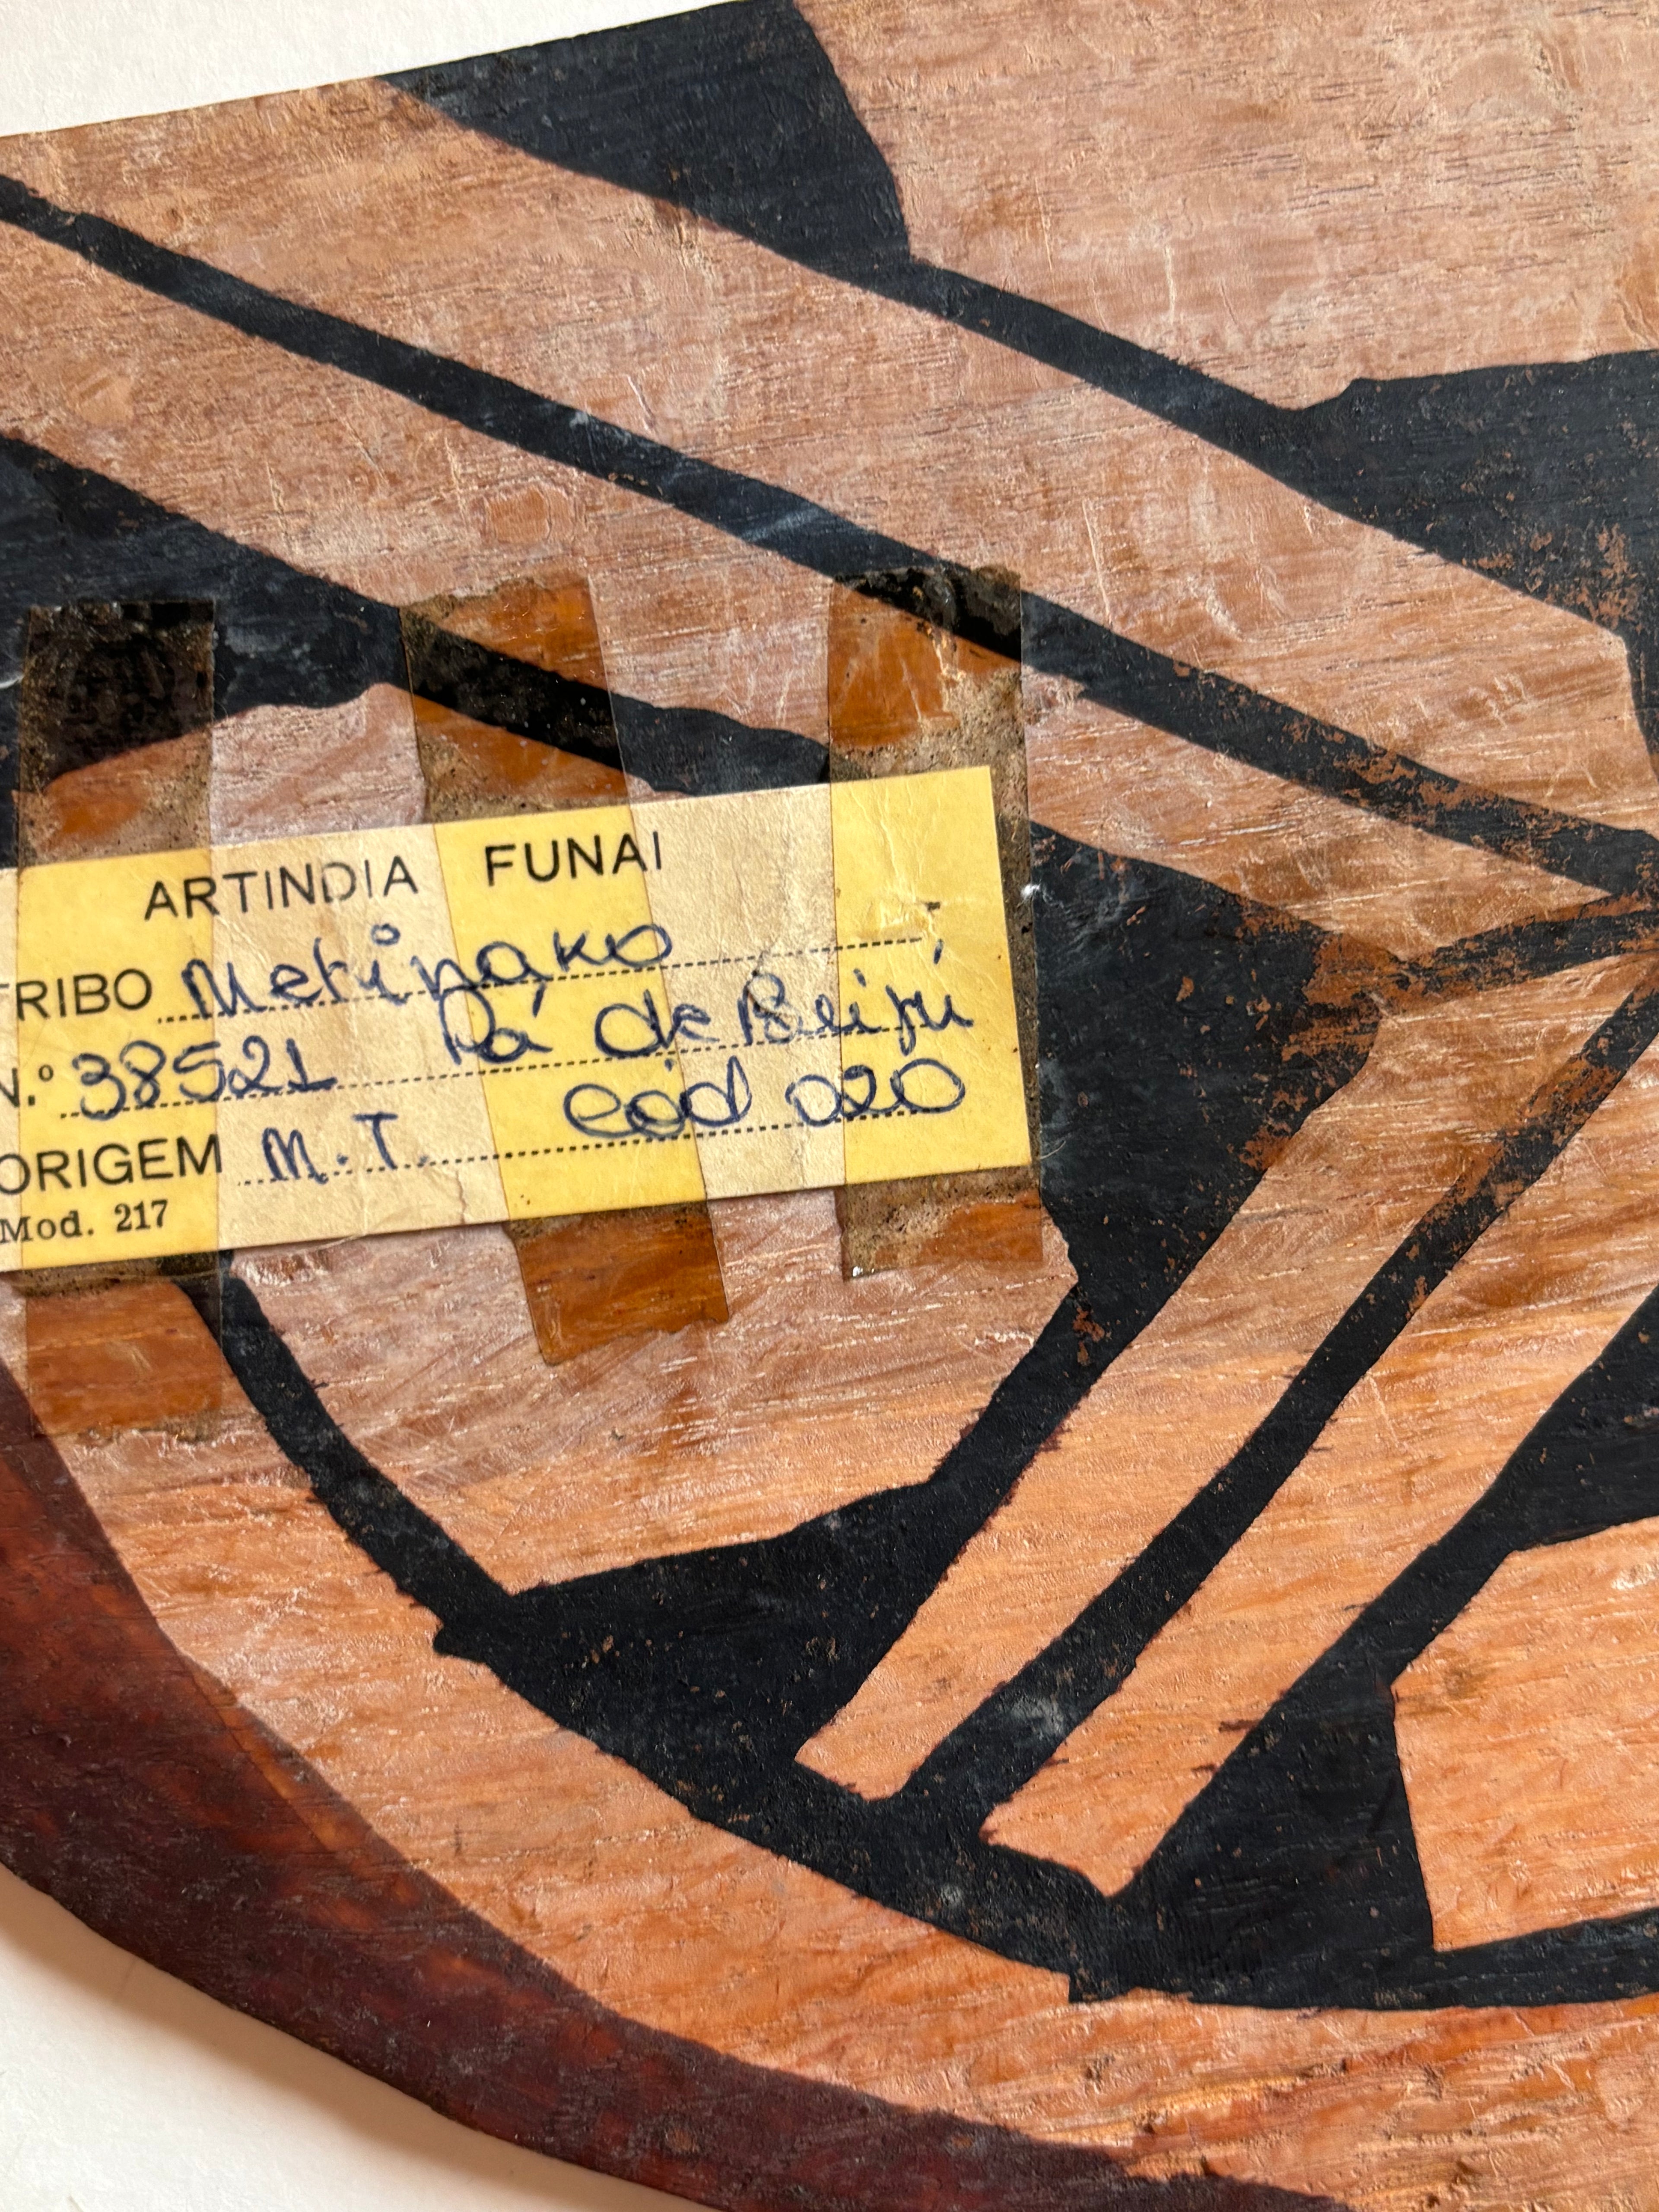 ARTINDIA FUNAI
TRIBO Mehinako
N.º 38521 Pá de Beiju
ORIGEM M.T. Cód 020
Mod. 217